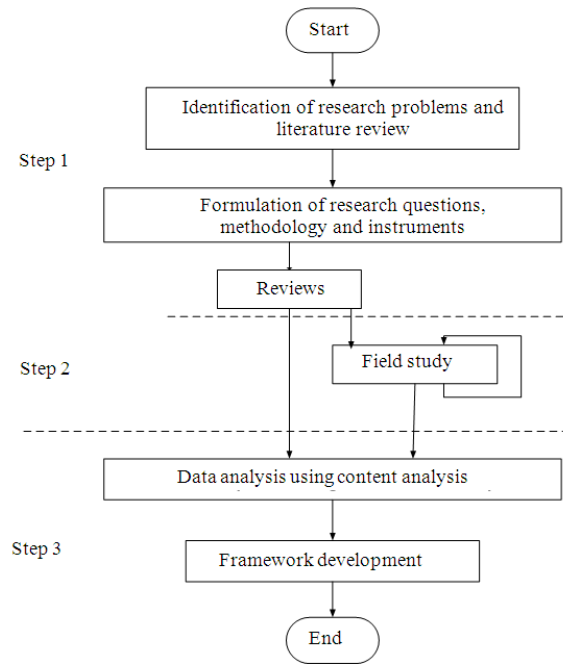 Start
Identification of research problems and
literature review
Step 1
Formulation of research questions,
methodology and instruments
Reviews
Field study
Step 2
Data analysis using content analysis
Step 3
Framework development
End